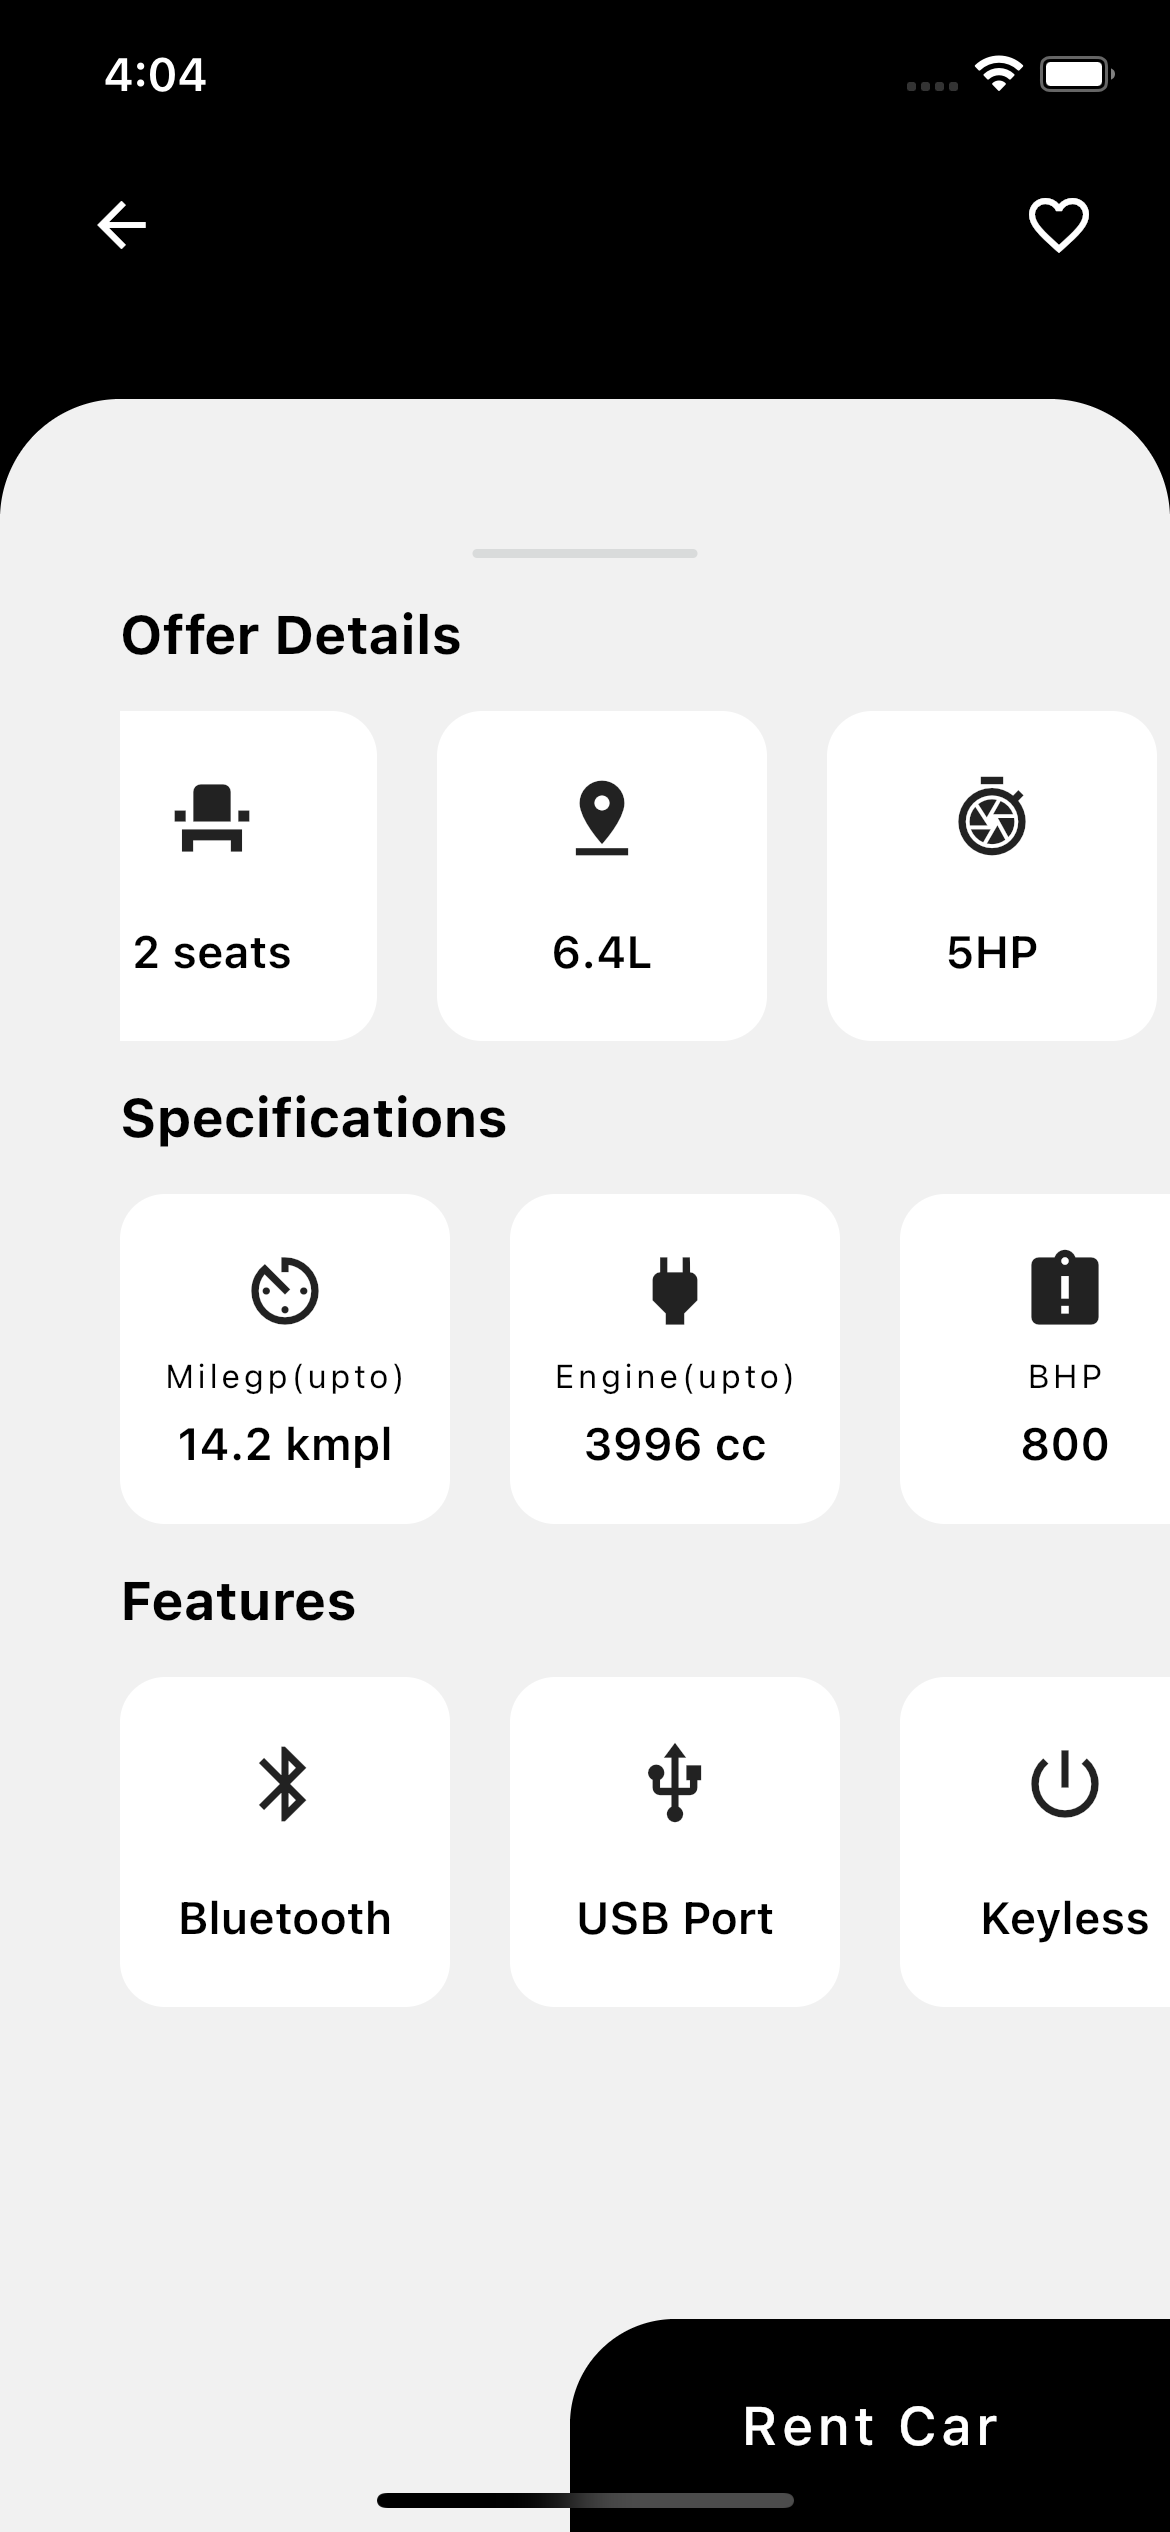 4:04
Offer Details
2 seats
6.4L
5HP
Specifications
Milegp(upto)
14.2 kmpl
Engine(upto)
3996 cc
BHP
800
Features
Bluetooth
USB Port
Keyless
Rent Car